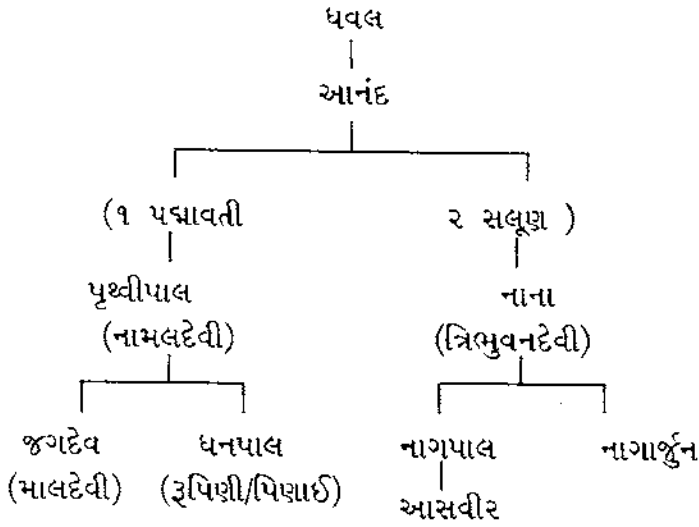 ધવલ
આનંદ
(૧ પદ્માવતી ૨ સલૂણ )
પૃથ્વીપાલ નાના
(નામલદેવી) (ત્રિભુવનદેવી)
જગદેવ ધનપાલ નાગપાલ નાગાર્જુન
(માલદેવી) (રૂપિણી/પિણાઈ) આસવીર